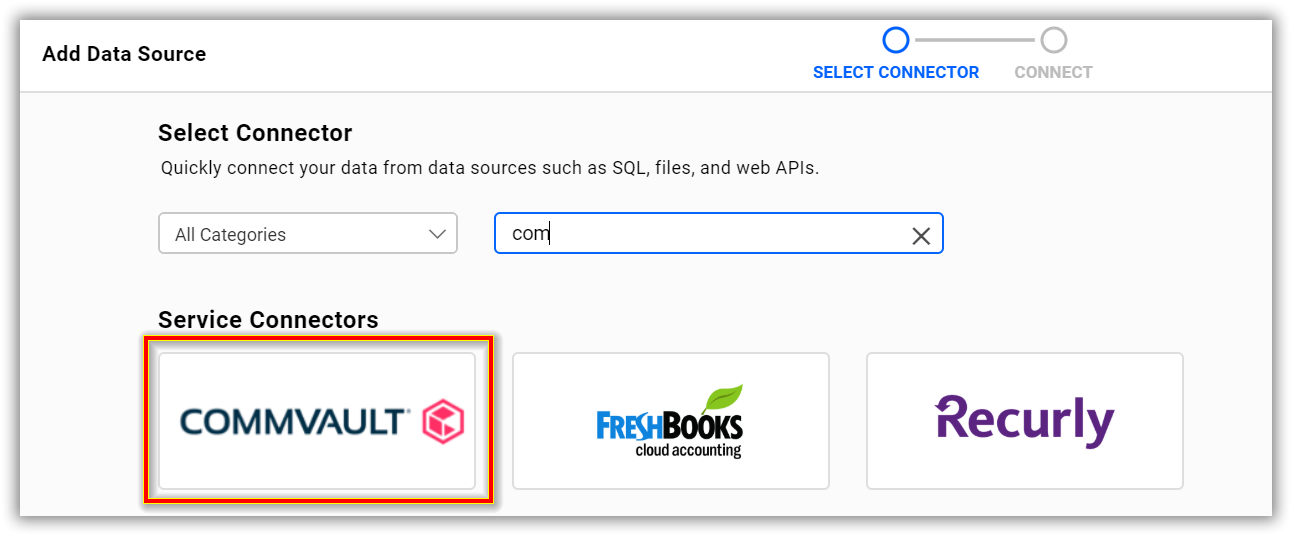 Add Data Source
SELECT CONNECTOR
CONNECT
Select Connector
Quickly connect your data from data sources such as SQL, files, and web APIs.
All Categories
com
Service Connectors
COMMVAULT
FRESHBOOKS
cloud accounting
Recurly